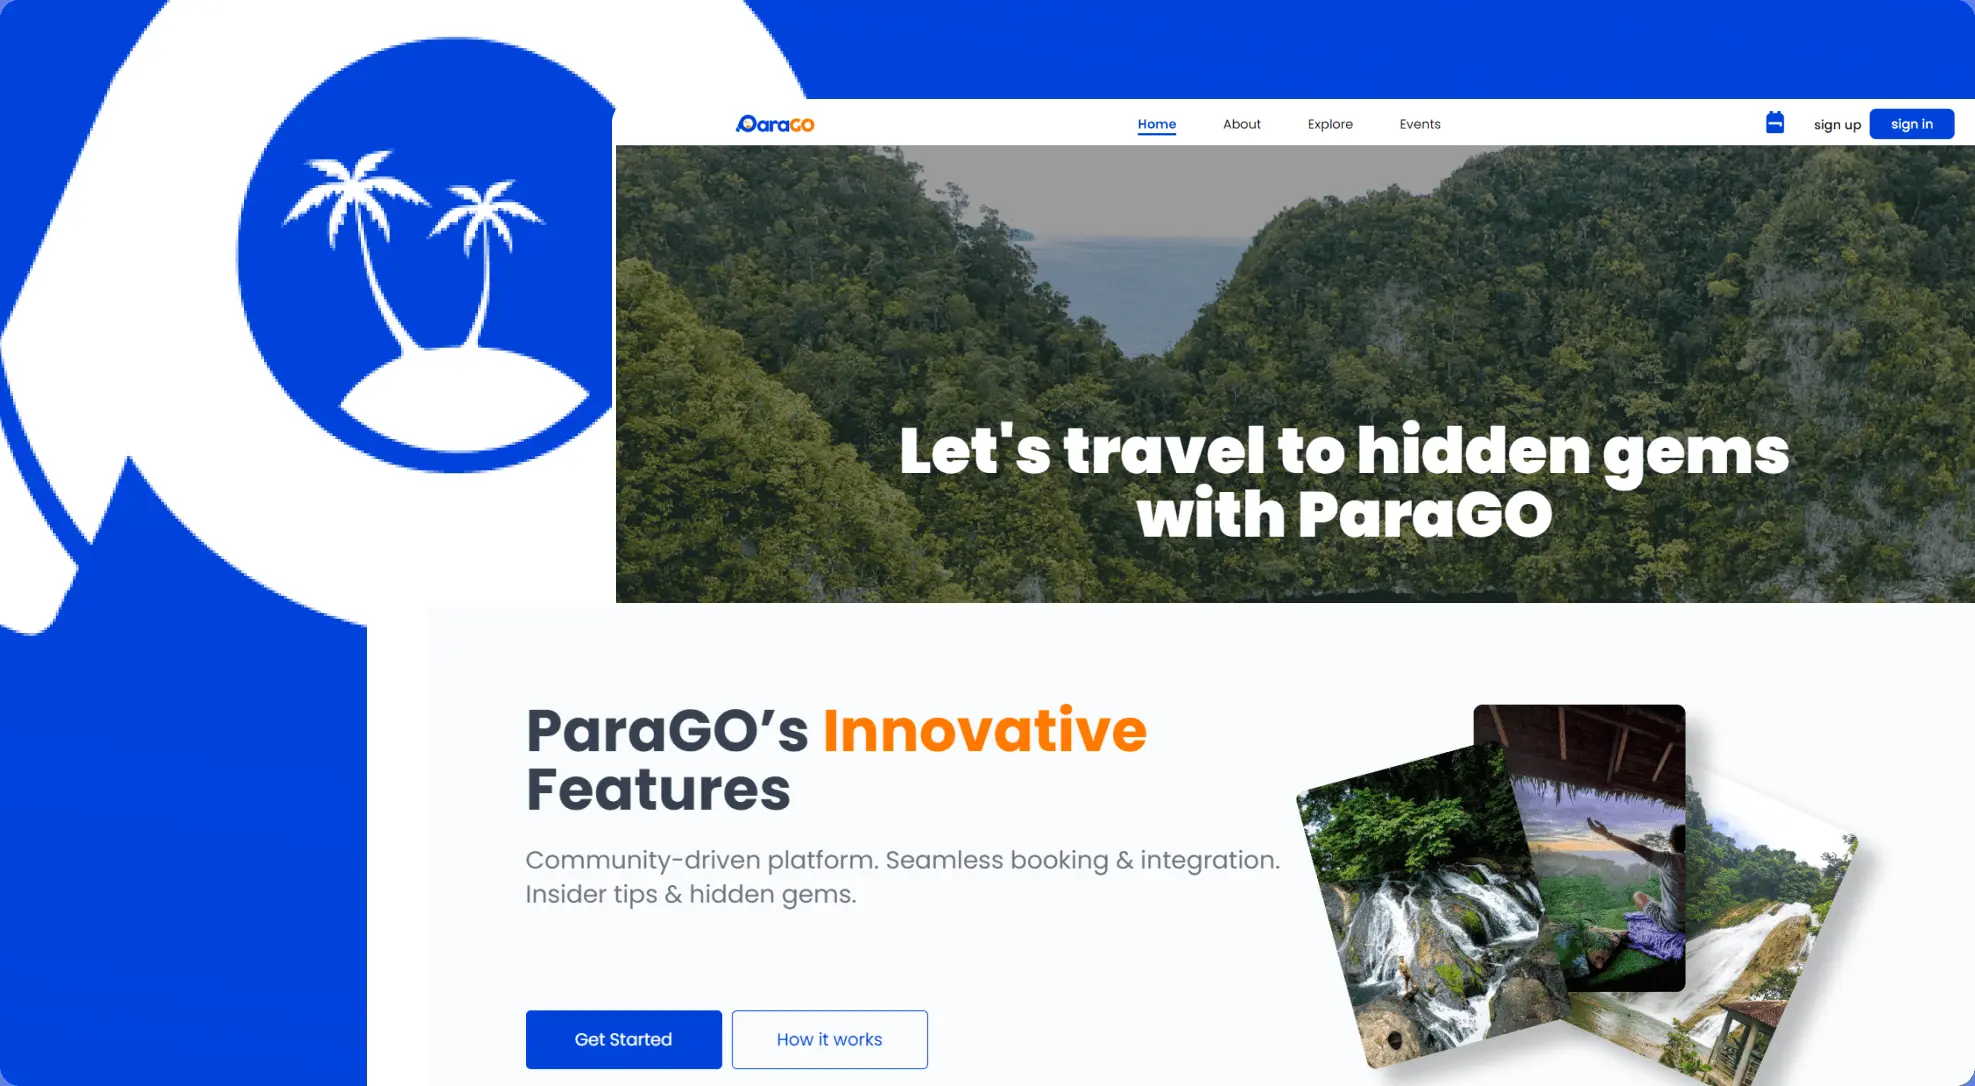 ParaGO
Home
About
Explore
Events
sign up
sign in
Let's travel to hidden gems
with ParaGO
ParaGO’s Innovative
Features
Community-driven platform. Seamless booking & integration.
Insider tips & hidden gems.
Get Started
How it works